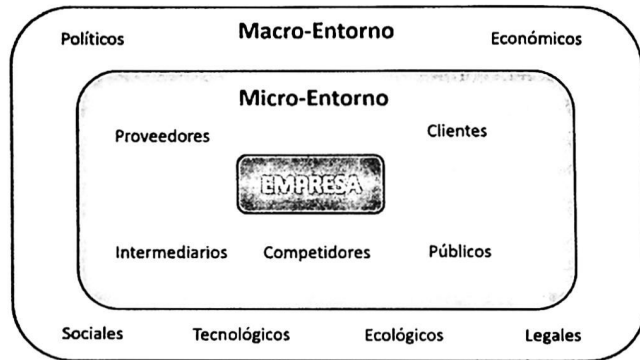 Políticos Macro-Entorno Económicos
Micro-Entorno
Proveedores Clientes
EMPRESA
Intermediarios Competidores Públicos
Sociales Tecnológicos Ecológicos Legales